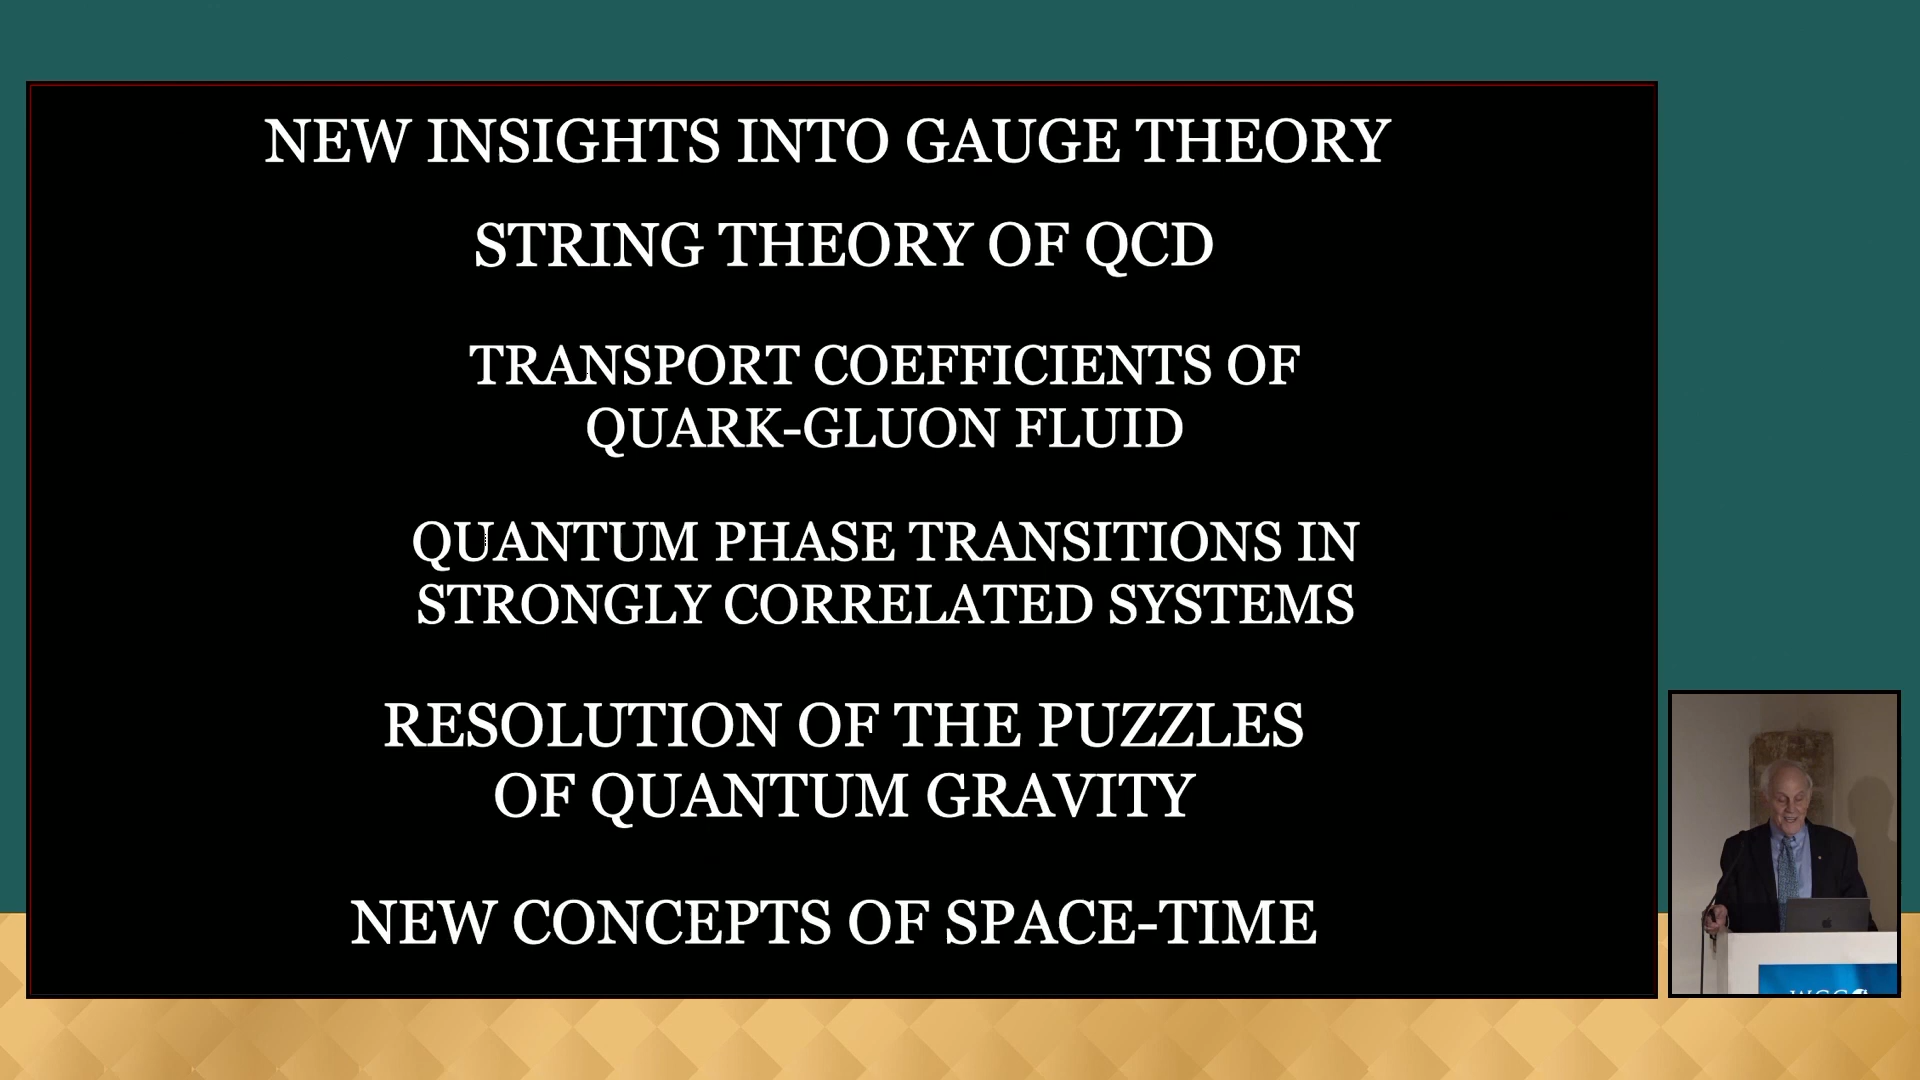 NEW INSIGHTS INTO GAUGE THEORY
STRING THEORY OF QCD
TRANSPORT COEFFICIENTS OF
QUARK-GLUON FLUID
QUANTUM PHASE TRANSITIONS IN
STRONGLY CORRELATED SYSTEMS
RESOLUTION OF THE PUZZLES
OF QUANTUM GRAVITY
NEW CONCEPTS OF SPACE-TIME